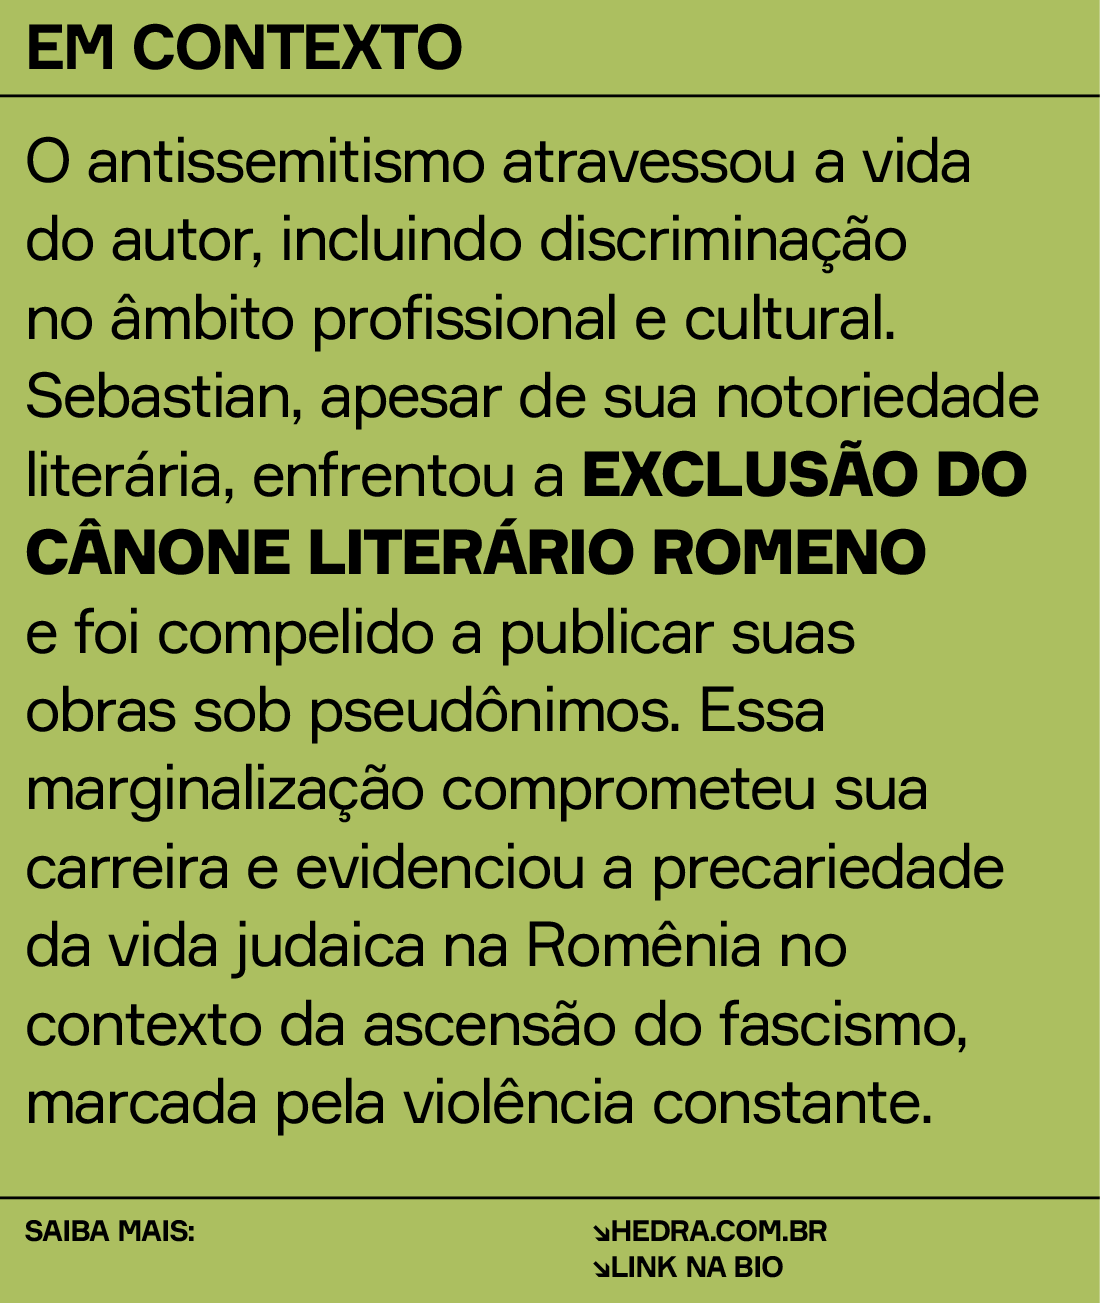 EM CONTEXTO
O antissemitismo atravessou a vida
do autor, incluindo discriminação
no âmbito profissional e cultural.
Sebastian, apesar de sua notoriedade
literária, enfrentou a EXCLUSÃO DO
CÂNONE LITERÁRIO ROMENO
e foi compelido a publicar suas
obras sob pseudônimos. Essa
marginalização comprometeu sua
carreira e evidenciou a precariedade
da vida judaica na Romênia no
contexto da ascensão do fascismo,
marcada pela violência constante.
SAIBA MAIS:
↘HEDRA.COM.BR
↘LINK NA BIO